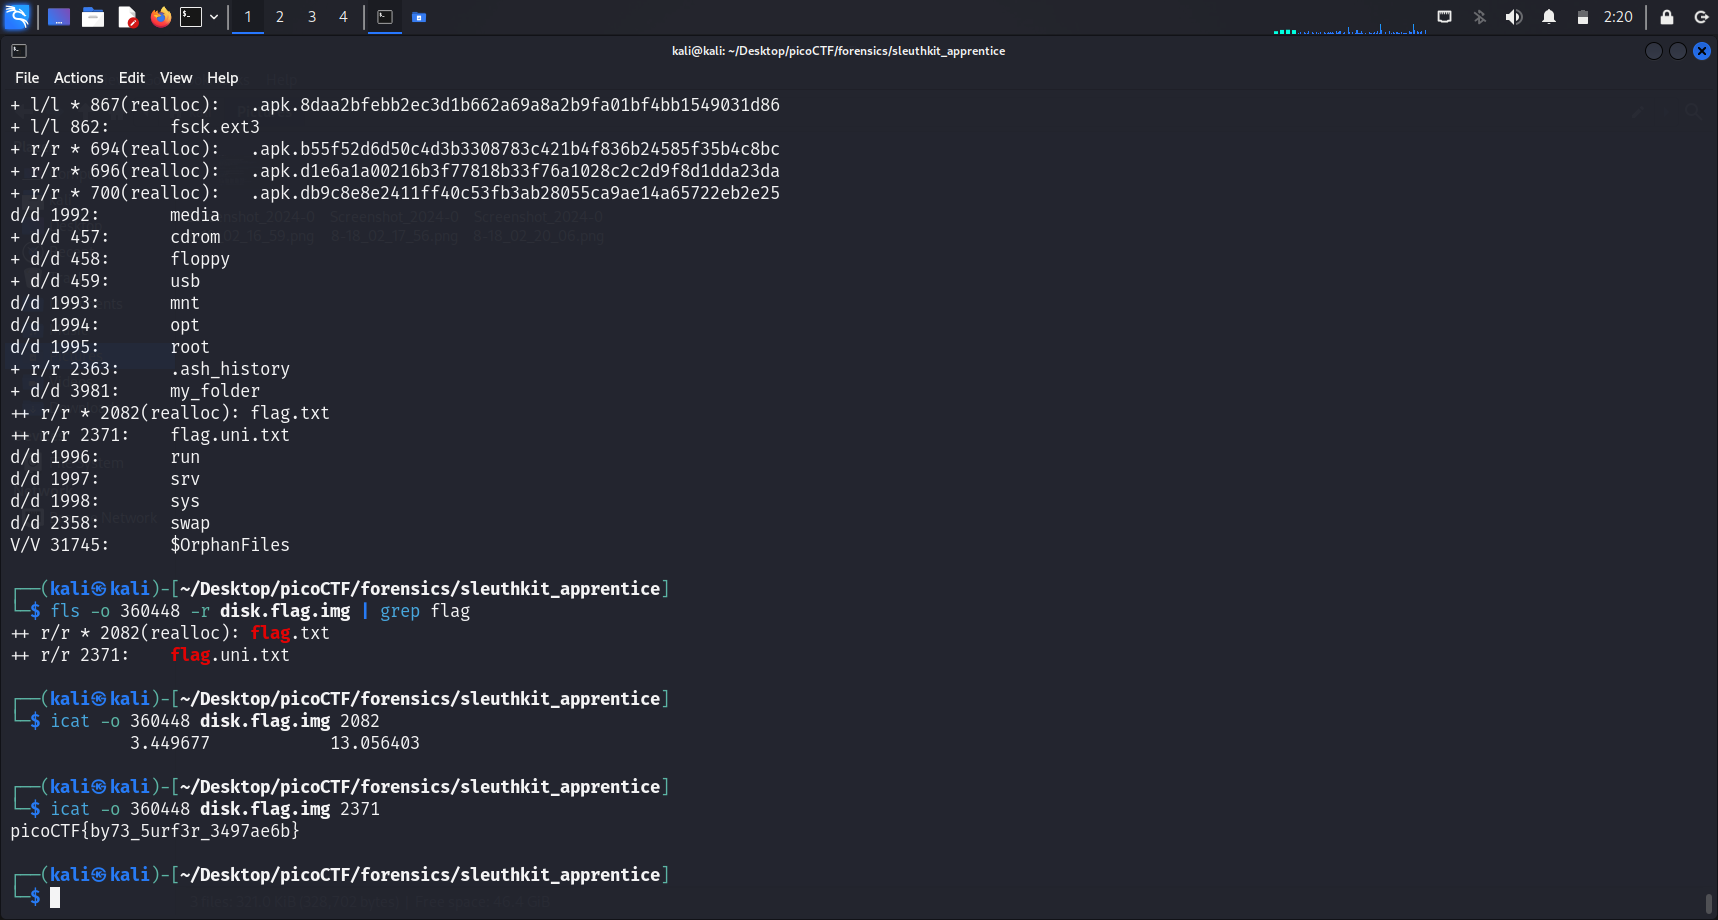 1 2 3 4 2:20
kali@kali: ~/Desktop/picoCTF/forensics/sleuthkit_apprentice
File Actions Edit View Help
+ l/l * 867(realloc): .apk.8daa2bfebb2ec3d1b662a69a8a2b9fa01bf4bb1549031d86
+ l/l 862: fsck.ext3
+ r/r * 694(realloc): .apk.b55f52d6d50c4d3b3308783c421b4f836b24585f35b4c8bc
+ r/r * 696(realloc): .apk.d1e6a1a00216b3f77818b33f76a1028c2c2d9f8d1dda23da
+ r/r * 700(realloc): .apk.db9c8e8e2411ff40c53fb3ab28055ca9ae14a65722eb2e25
d/d 1992: media
+ d/d 457: cdrom
+ d/d 458: floppy
+ d/d 459: usb
d/d 1993: mnt
d/d 1994: opt
d/d 1995: root
+ r/r 2363: .ash_history
+ d/d 3981: my_folder
++ r/r * 2082(realloc): flag.txt
++ r/r 2371: flag.uni.txt
d/d 1996: run
d/d 1997: srv
d/d 1998: sys
d/d 2358: swap
V/V 31745: $OrphanFiles
┌──(kali㉿kali)-[~/Desktop/picoCTF/forensics/sleuthkit_apprentice]
└─$ fls -o 360448 -r disk.flag.img | grep flag
++ r/r * 2082(realloc): flag.txt
++ r/r 2371: flag.uni.txt
┌──(kali㉿kali)-[~/Desktop/picoCTF/forensics/sleuthkit_apprentice]
└─$ icat -o 360448 disk.flag.img 2082
3.449677 13.056403
┌──(kali㉿kali)-[~/Desktop/picoCTF/forensics/sleuthkit_apprentice]
└─$ icat -o 360448 disk.flag.img 2371
picoCTF{by73_5urf3r_3497ae6b}
┌──(kali㉿kali)-[~/Desktop/picoCTF/forensics/sleuthkit_apprentice]
└─$